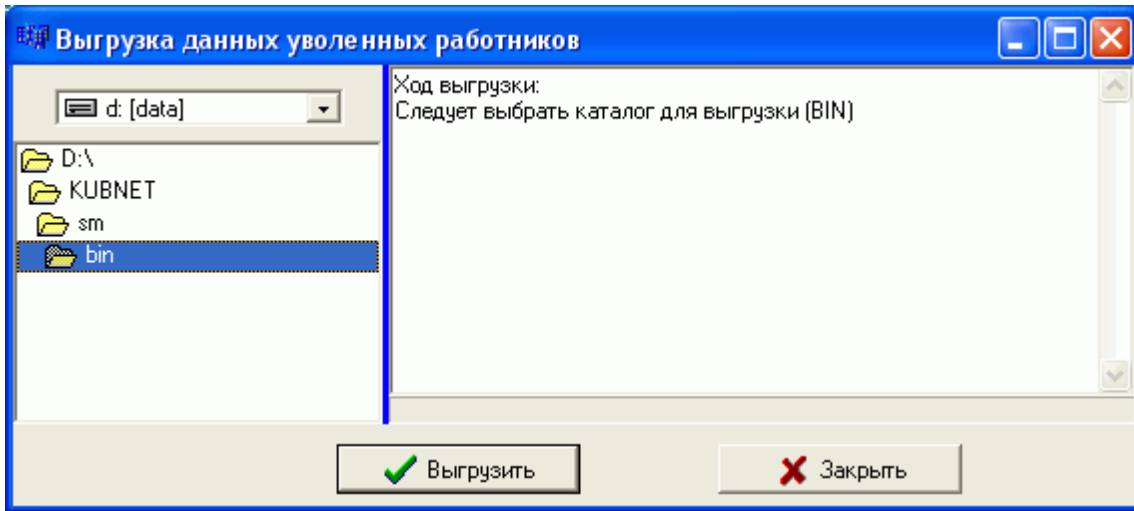 Выгрузка данных уволенных работников
d: [data]
D:\
KUBNET
sm
bin
Ход выгрузки:
Следует выбрать каталог для выгрузки (BIN)
Выгрузить
Закрыть